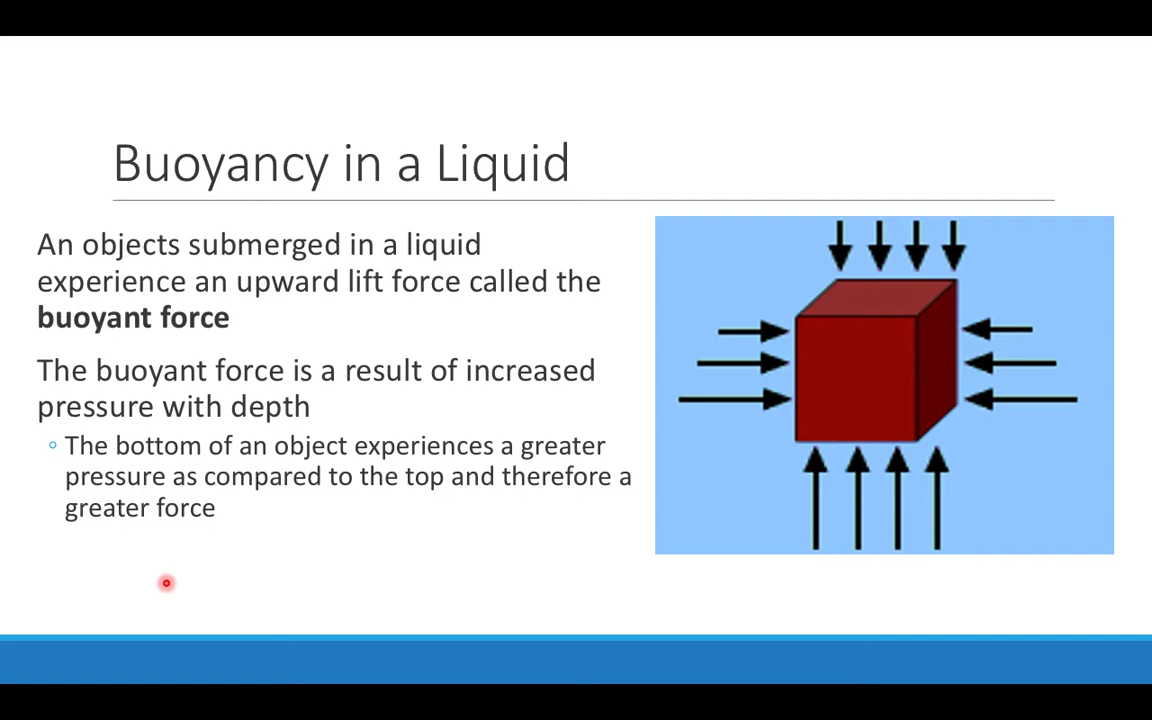 Buoyancy in a Liquid
An objects submerged in a liquid
experience an upward lift force called the
buoyant force
The buoyant force is a result of increased
pressure with depth
◦ The bottom of an object experiences a greater
pressure as compared to the top and therefore a
greater force